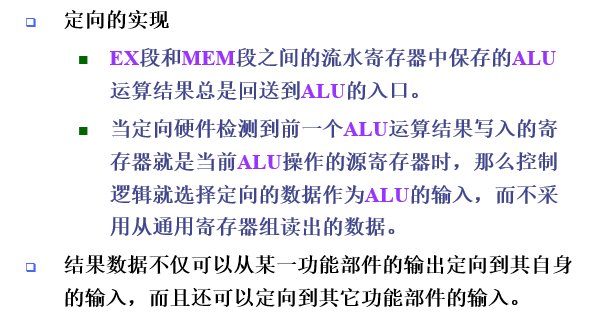 定向的实现
EX段和MEM段之间的流水寄存器中保存的ALU
运算结果总是回送到ALU的入口。
当定向硬件检测到前一个ALU运算结果写入的寄
存器就是当前ALU操作的源寄存器时，那么控制
逻辑就选择定向的数据作为ALU的输入，而不采
用从通用寄存器组读出的数据。
结果数据不仅可以从某一功能部件的输出定向到其自身
的输入，而且还可以定向到其它功能部件的输入。